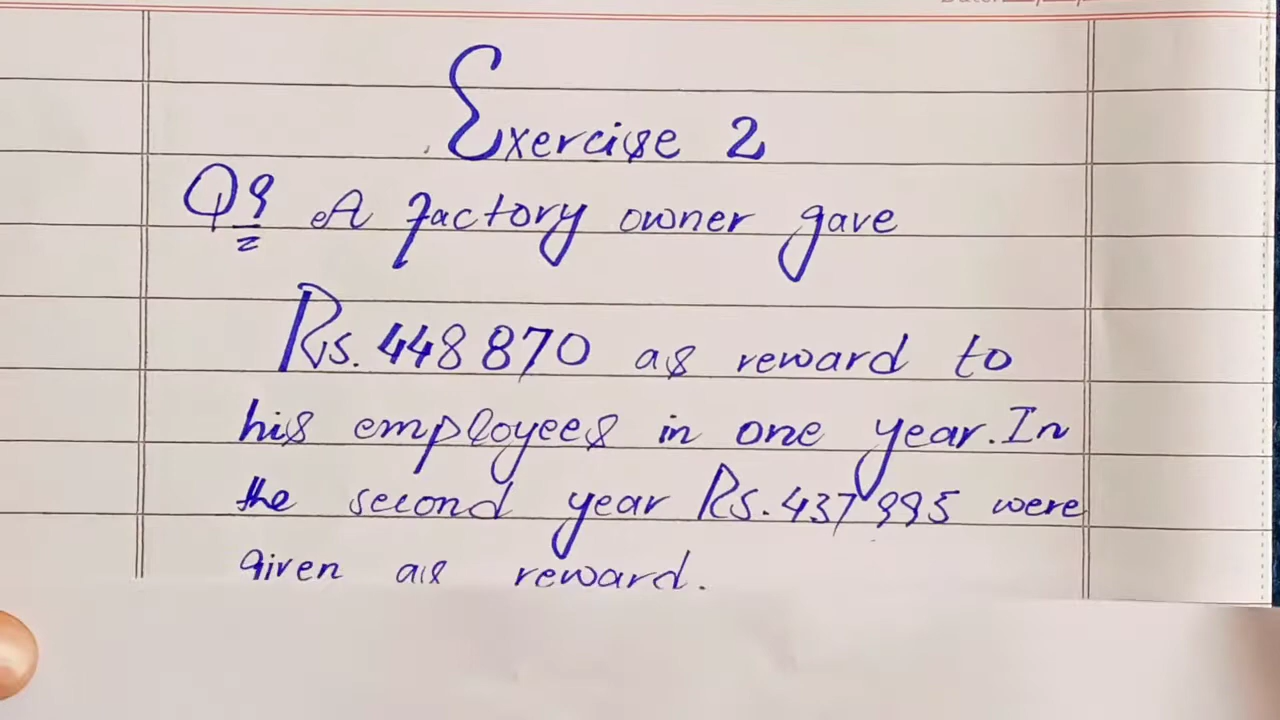 Exercise 2
Q9 A factory owner gave
Rs. 448870 as reward to
his employees in one year. In
the second year Rs. 437995 were
given as reward.